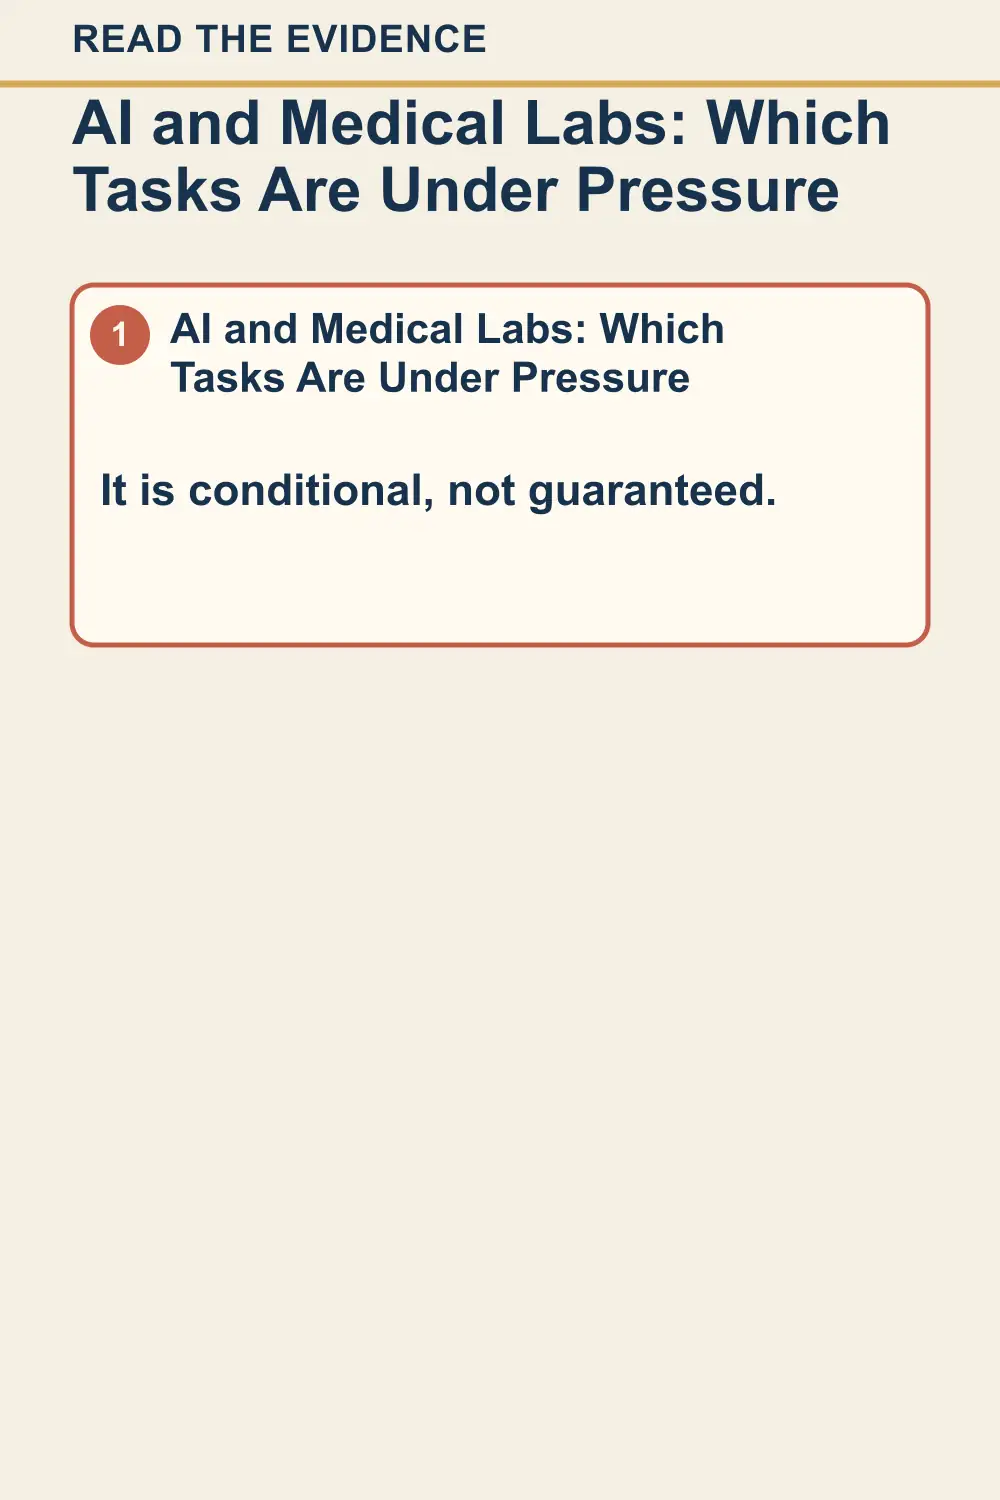 READ THE EVIDENCE
AI and Medical Labs: Which
Tasks Are Under Pressure
1
AI and Medical Labs: Which
Tasks Are Under Pressure
It is conditional, not guaranteed.